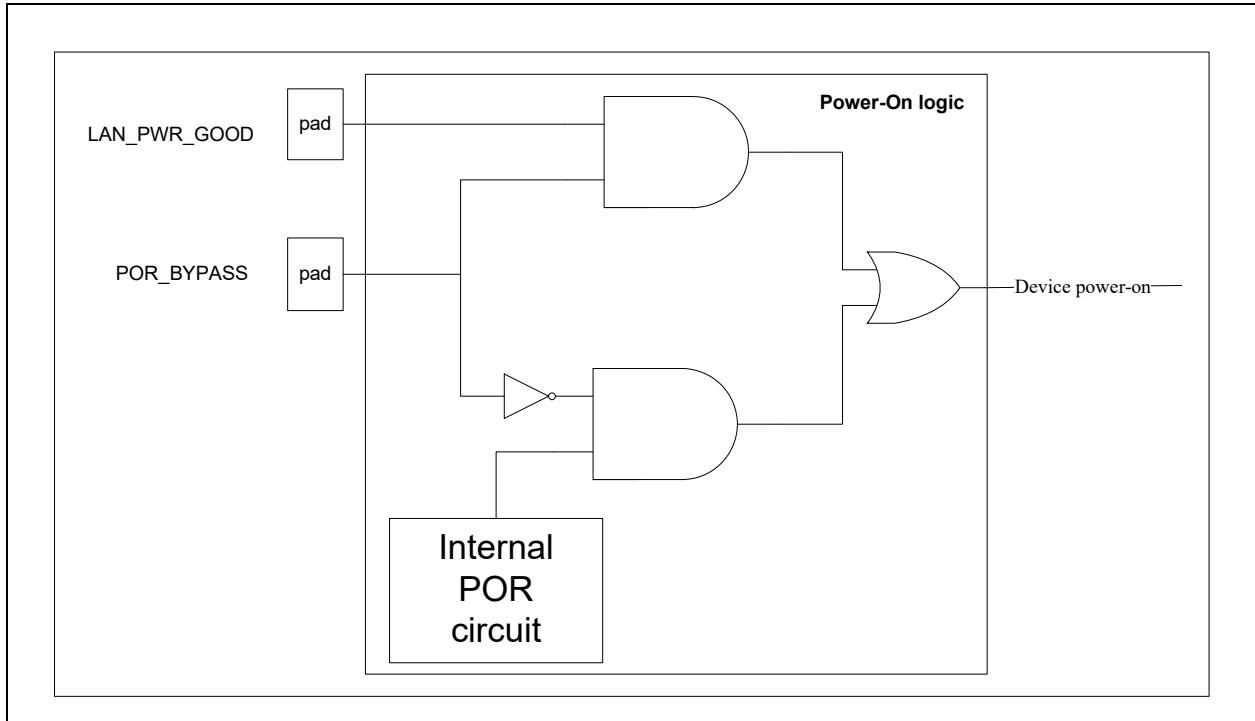 Power-On logic
LAN_PWR_GOOD
pad
POR_BYPASS
pad
Device power-on
Internal
POR
circuit